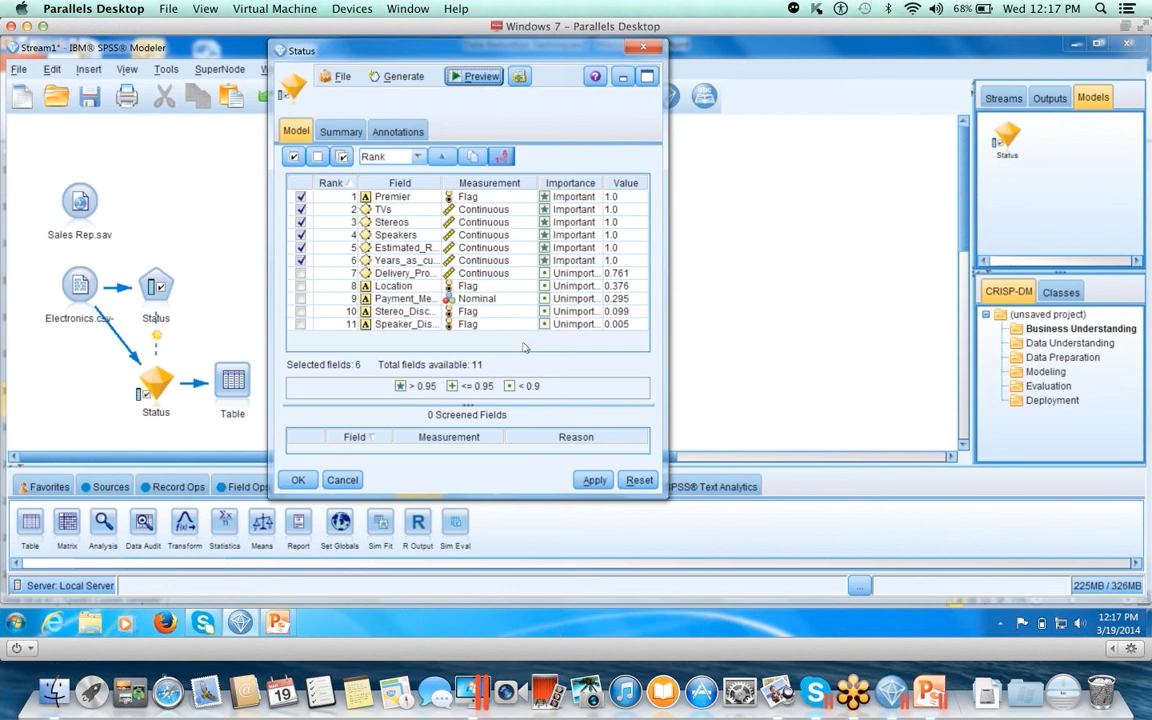 Parallels Desktop File View Virtual Machine Devices Window Help 68% Wed 12:17 PM
Windows 7 - Parallels Desktop
Stream1* - IBM® SPSS® Modeler
Status
File Edit Insert View Tools SuperNode
File Generate Preview
Streams Outputs Models
Status
Model Summary Annotations
Rank
Rank Field Measurement Importance Value
1 Premier Flag Important 1.0
2 TVs Continuous Important 1.0
3 Stereos Continuous Important 1.0
4 Speakers Continuous Important 1.0
5 Estimated_R... Continuous Important 1.0
6 Years_as_cu... Continuous Important 1.0
7 Delivery_Pro... Continuous Unimport... 0.761
8 Location Flag Unimport... 0.376
9 Payment_Me... Nominal Unimport... 0.295
10 Stereo_Disc... Flag Unimport... 0.099
11 Speaker_Dis... Flag Unimport... 0.005
Selected fields: 6 Total fields available: 11
> 0.95 <= 0.95 < 0.9
0 Screened Fields
Field Measurement Reason
OK Cancel Apply Reset
Sales Rep.sav
Electronics.csv
Status
Status
Table
CRISP-DM Classes
(unsaved project)
Business Understanding
Data Understanding
Data Preparation
Modeling
Evaluation
Deployment
Favorites Sources Record Ops Field Ops SPSS® Text Analytics
Table Matrix Analysis Data Audit Transform Statistics Means Report Set Globals Sim Fit R Output Sim Eval
Server: Local Server ... 225MB / 326MB
12:17 PM
3/19/2014